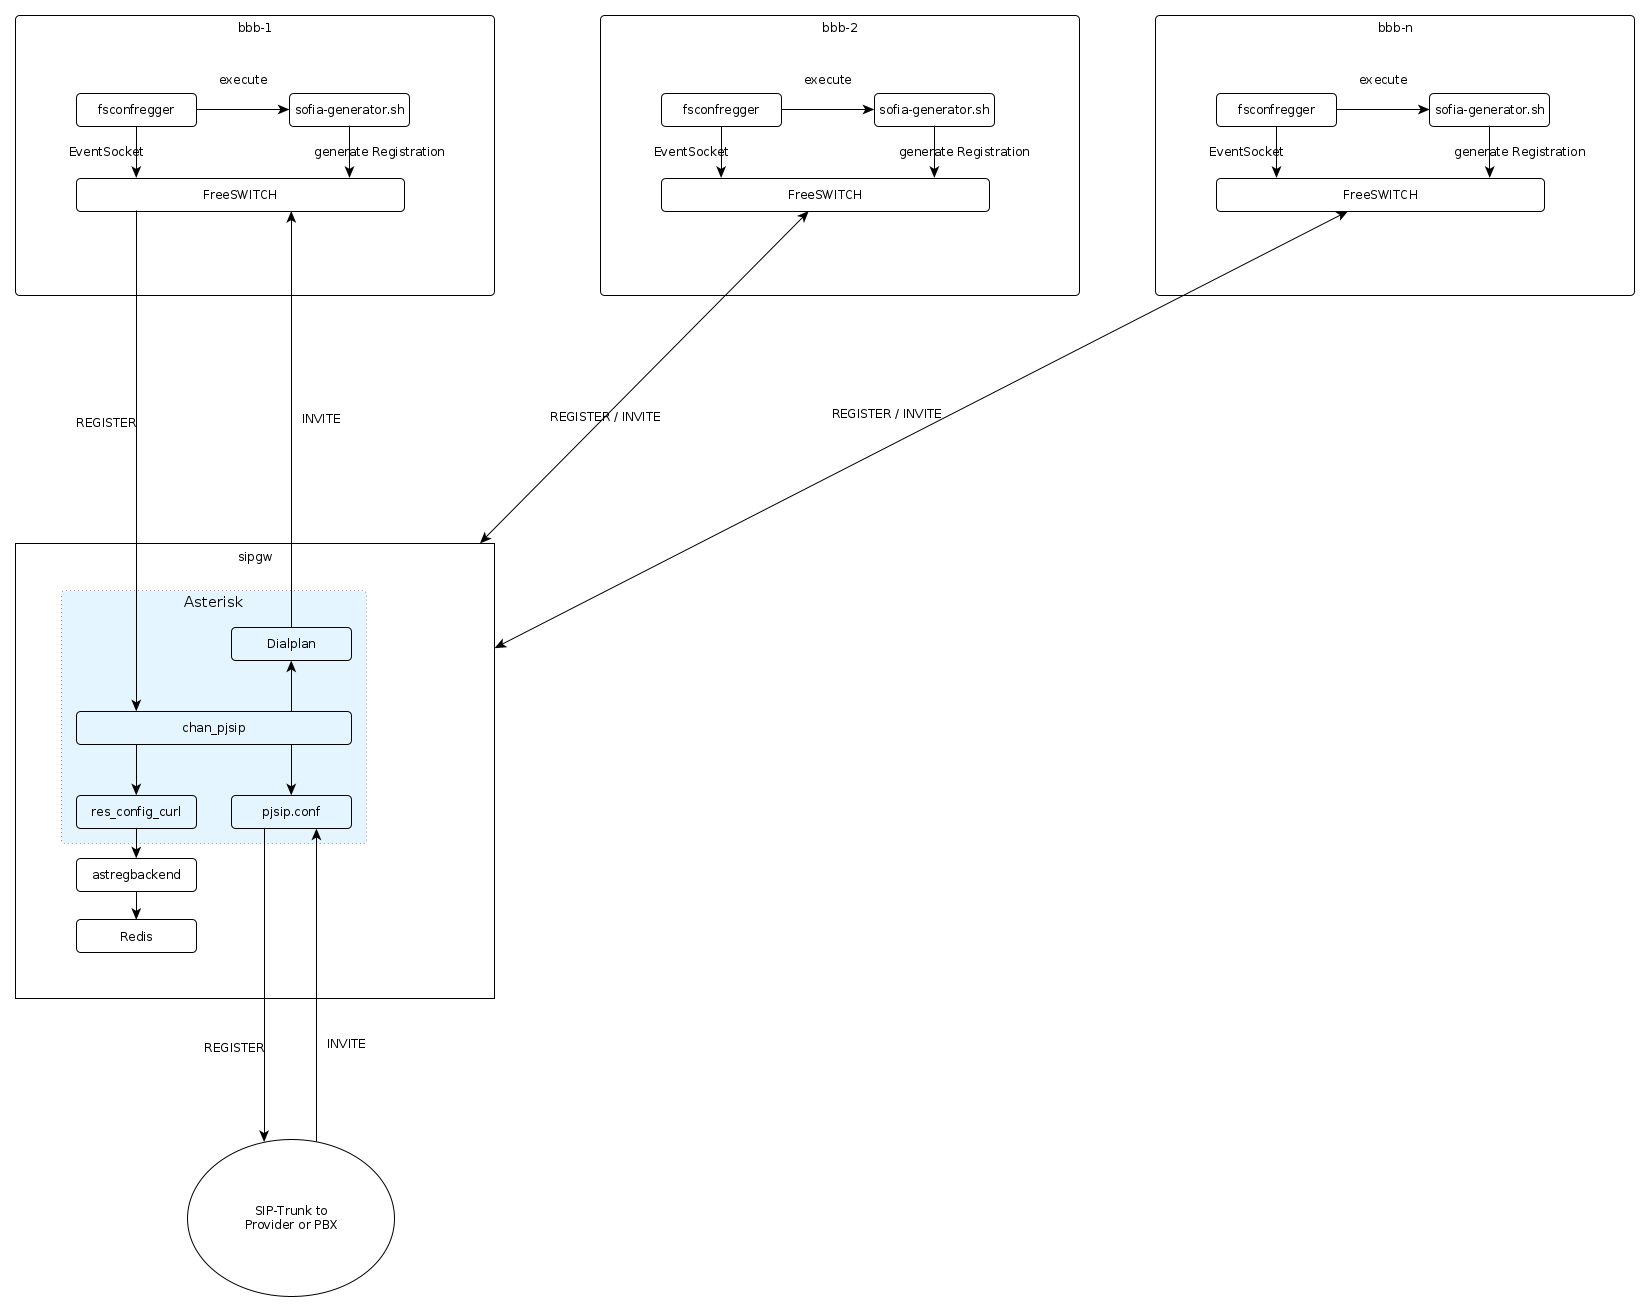 bbb-1
execute
fsconfregger
sofia-generator.sh
EventSocket
generate Registration
FreeSWITCH
bbb-2
execute
fsconfregger
sofia-generator.sh
EventSocket
generate Registration
FreeSWITCH
bbb-n
execute
fsconfregger
sofia-generator.sh
EventSocket
generate Registration
FreeSWITCH
REGISTER
INVITE
REGISTER / INVITE
REGISTER / INVITE
sipgw
Asterisk
Dialplan
chan_pjsip
res_config_curl
pjsip.conf
astregbackend
Redis
REGISTER
INVITE
SIP-Trunk to
Provider or PBX